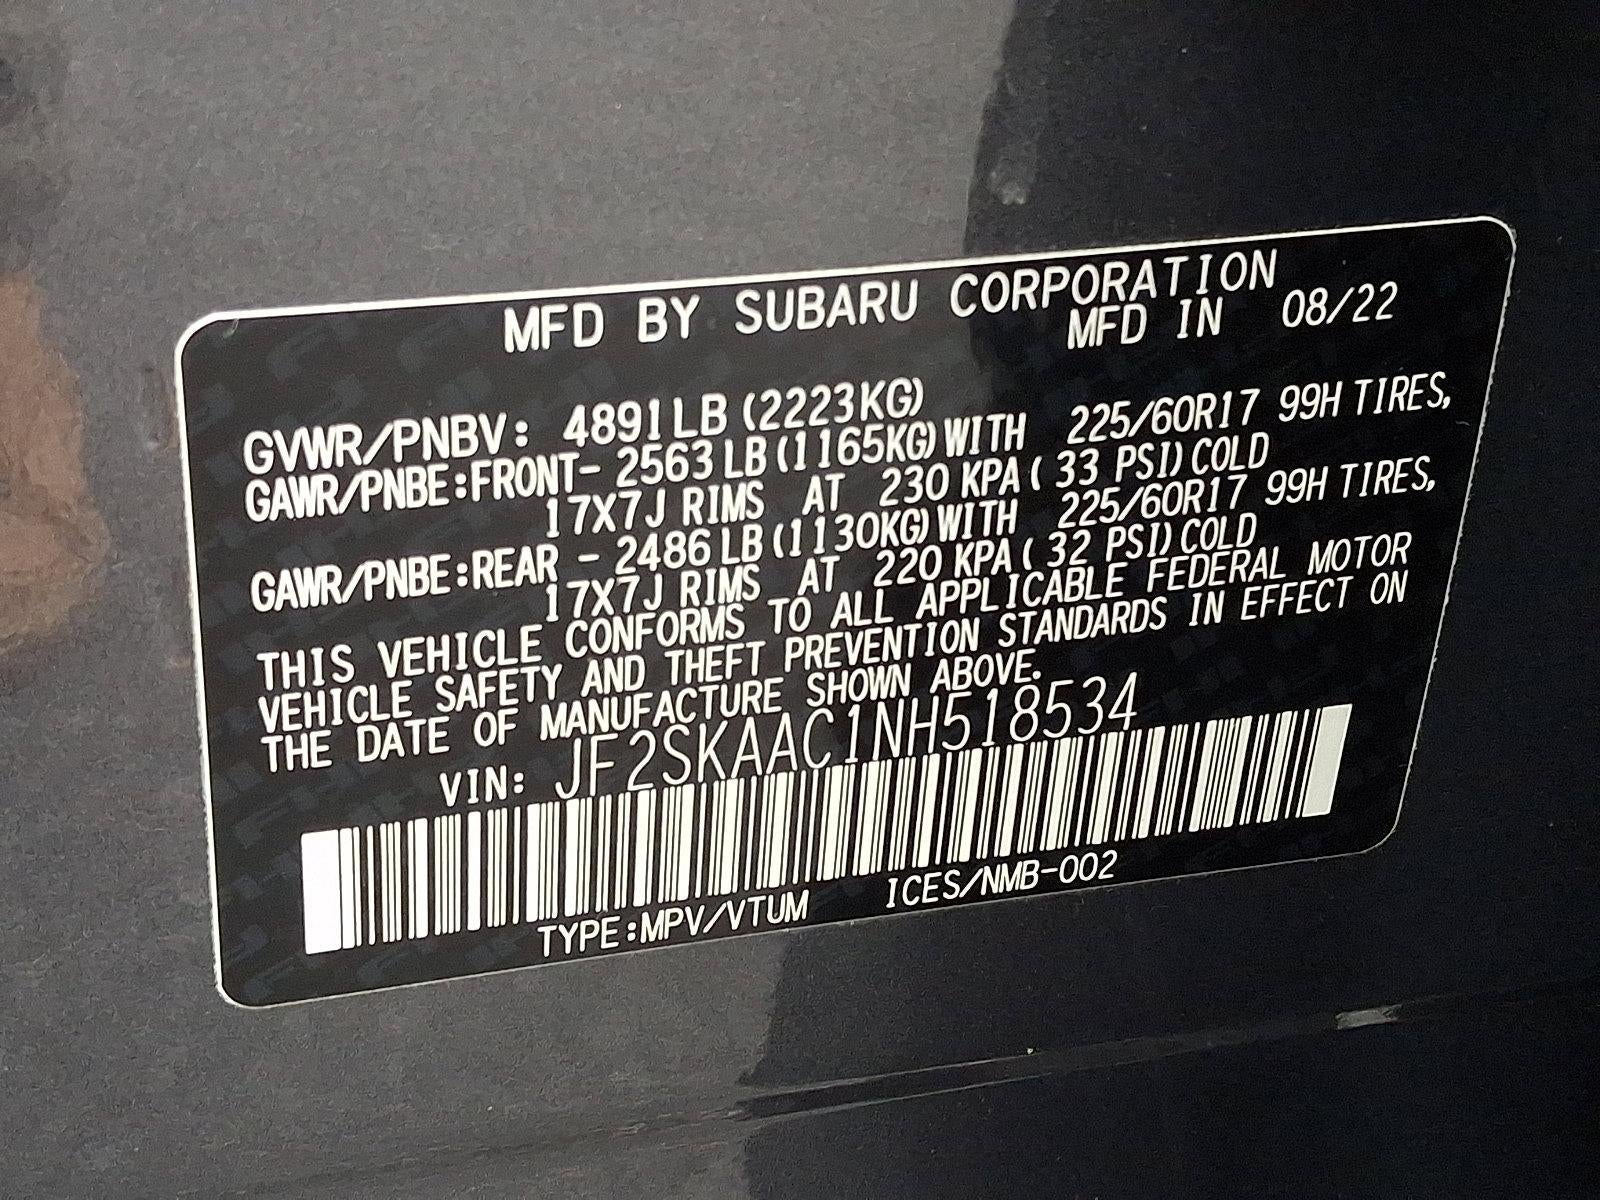 MFD BY SUBARU CORPORATION
MFD IN 08/22
GVWR/PNBV: 4891LB (2223KG)
GAWR/PNBE:FRONT- 2563 LB (1165KG) WITH 225/60R17 99H TIRES,
17X7J RIMS AT 230 KPA ( 33 PSI) COLD
GAWR/PNBE:REAR - 2486 LB (1130KG) WITH 225/60R17 99H TIRES,
17X7J RIMS AT 220 KPA ( 32 PSI) COLD
THIS VEHICLE CONFORMS TO ALL APPLICABLE FEDERAL MOTOR
VEHICLE SAFETY AND THEFT PREVENTION STANDARDS IN EFFECT ON
THE DATE OF MANUFACTURE SHOWN ABOVE.
VIN: JF2SKAAC1NH518534
TYPE:MPV/VTUM ICES/NMB-002